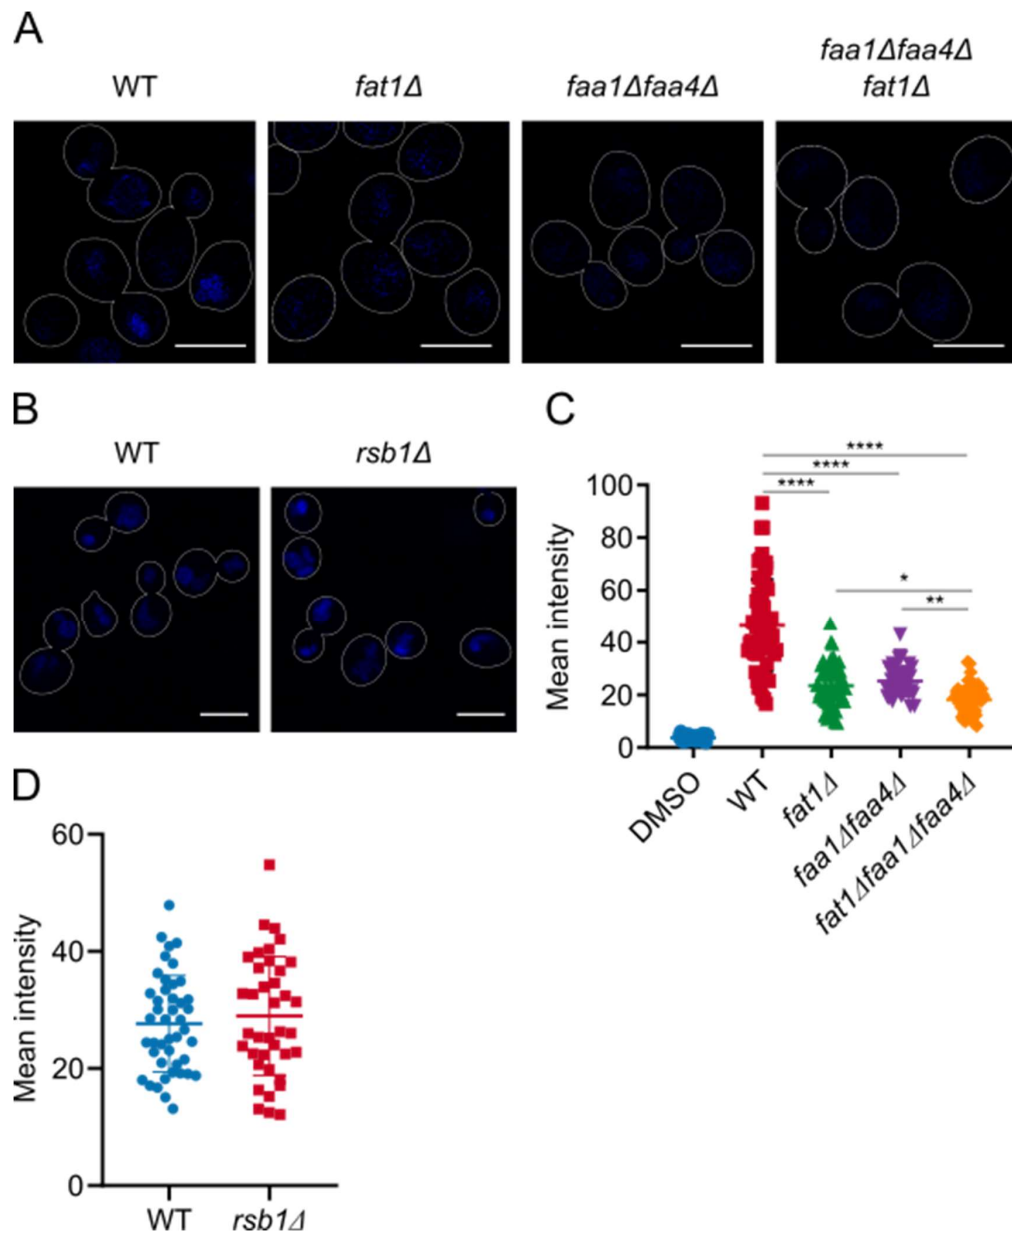 A
WT
fat1Δ
faa1Δfaa4Δ
faa1Δfaa4Δ
fat1Δ
B
WT
rsb1Δ
C
****
****
****
*
**
100
80
60
40
20
0
Mean intensity
DMSO
WT
fat1Δ
faa1Δfaa4Δ
fat1Δfaa1Δfaa4Δ
D
60
40
20
0
Mean intensity
WT
rsb1Δ